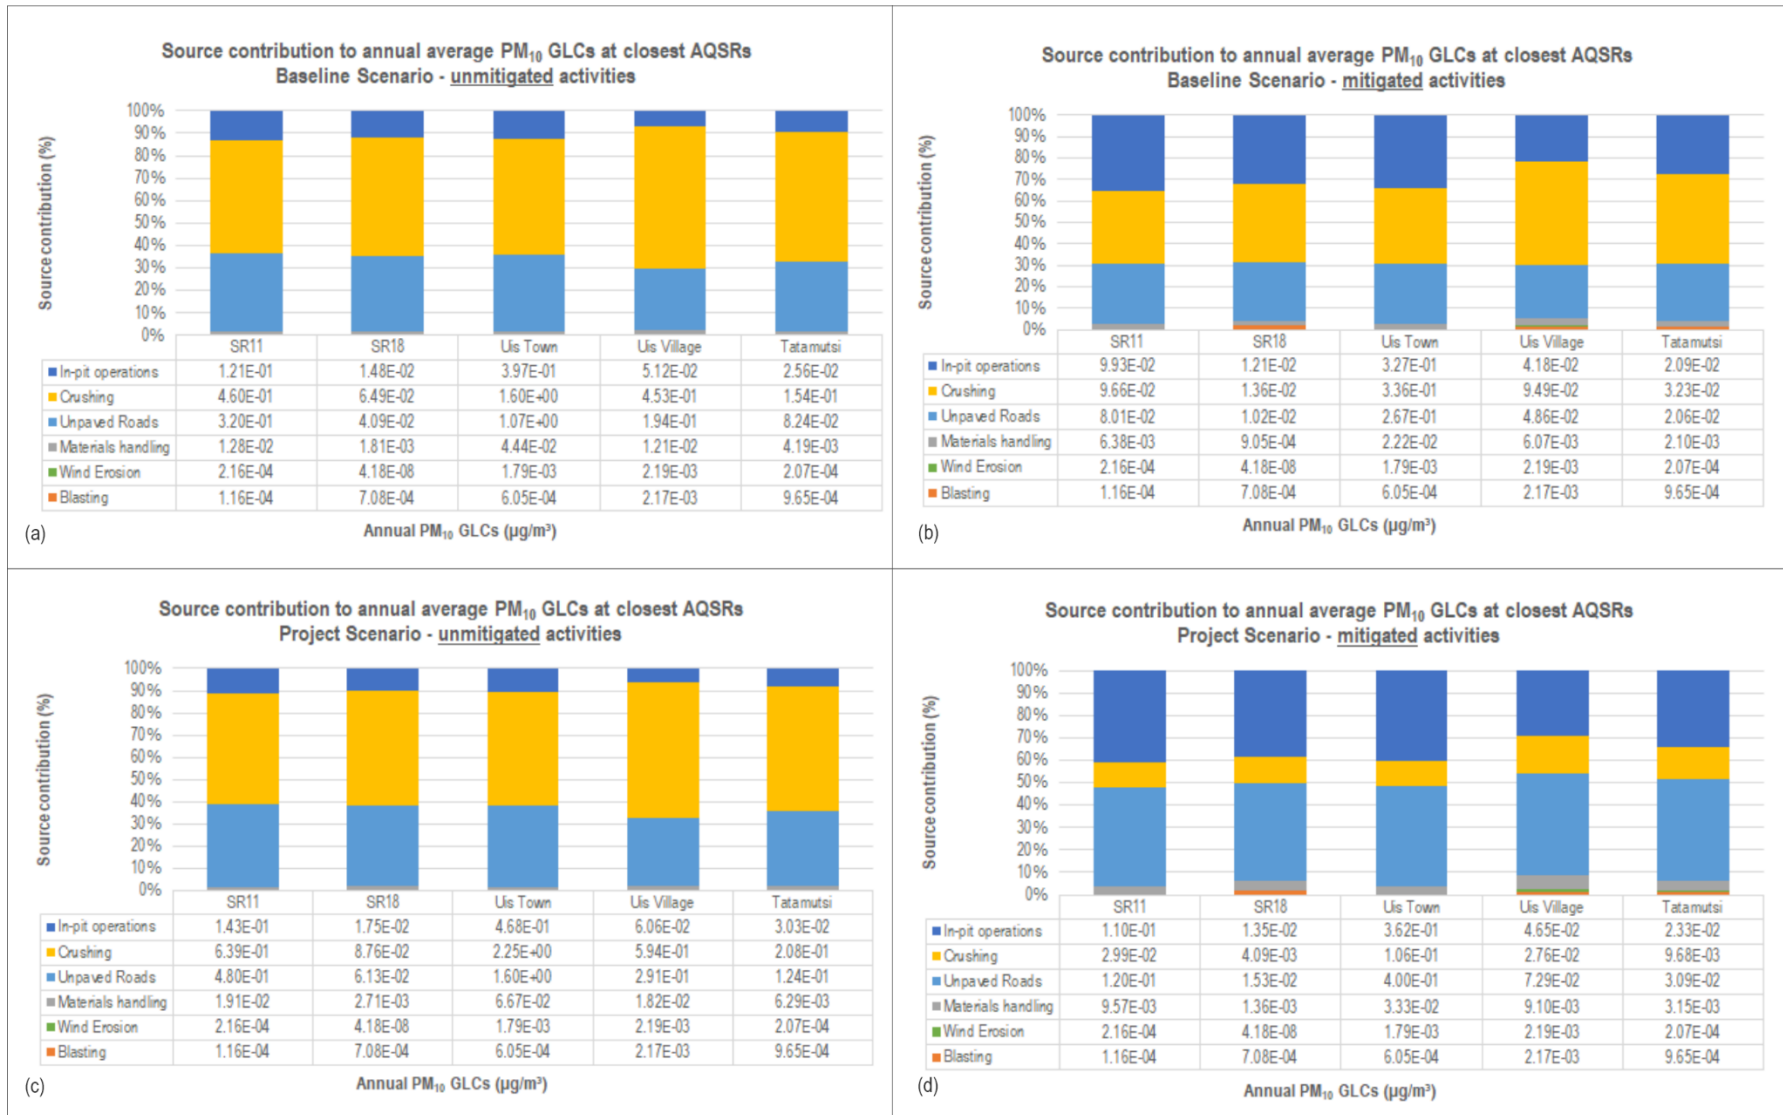 Source contribution to annual average PM₁₀ GLCs at closest AQSRs
Baseline Scenario - unmitigated activities
Source contribution (%)
100%
90%
80%
70%
60%
50%
40%
30%
20%
10%
0%
SR11 SR18 Uis Town Uis Village Tatamutsi
In-pit operations 1.21E-01 1.48E-02 3.97E-01 5.12E-02 2.56E-02
Crushing 4.60E-01 6.49E-02 1.60E+00 4.53E-01 1.54E-01
Unpaved Roads 3.20E-01 4.09E-02 1.07E+00 1.94E-01 8.24E-02
Materials handling 1.28E-02 1.81E-03 4.44E-02 1.21E-02 4.19E-03
Wind Erosion 2.16E-04 4.18E-08 1.79E-03 2.19E-03 2.07E-04
Blasting 1.16E-04 7.08E-04 6.05E-04 2.17E-03 9.65E-04
(a)
Annual PM₁₀ GLCs (µg/m³)
Source contribution to annual average PM₁₀ GLCs at closest AQSRs
Baseline Scenario - mitigated activities
Source contribution (%)
100%
90%
80%
70%
60%
50%
40%
30%
20%
10%
0%
SR11 SR18 Uis Town Uis Village Tatamutsi
In-pit operations 9.93E-02 1.21E-02 3.27E-01 4.18E-02 2.09E-02
Crushing 9.66E-02 1.36E-02 3.36E-01 9.49E-02 3.23E-02
Unpaved Roads 8.01E-02 1.02E-02 2.67E-01 4.86E-02 2.06E-02
Materials handling 6.38E-03 9.05E-04 2.22E-02 6.07E-03 2.10E-03
Wind Erosion 2.16E-04 4.18E-08 1.79E-03 2.19E-03 2.07E-04
Blasting 1.16E-04 7.08E-04 6.05E-04 2.17E-03 9.65E-04
(b)
Annual PM₁₀ GLCs (µg/m³)
Source contribution to annual average PM₁₀ GLCs at closest AQSRs
Project Scenario - unmitigated activities
Source contribution (%)
100%
90%
80%
70%
60%
50%
40%
30%
20%
10%
0%
SR11 SR18 Uis Town Uis Village Tatamutsi
In-pit operations 1.43E-01 1.75E-02 4.68E-01 6.06E-02 3.03E-02
Crushing 6.39E-01 8.76E-02 2.25E+00 5.94E-01 2.08E-01
Unpaved Roads 4.80E-01 6.13E-02 1.60E+00 2.91E-01 1.24E-01
Materials handling 1.91E-02 2.71E-03 6.67E-02 1.82E-02 6.29E-03
Wind Erosion 2.16E-04 4.18E-08 1.79E-03 2.19E-03 2.07E-04
Blasting 1.16E-04 7.08E-04 6.05E-04 2.17E-03 9.65E-04
(c)
Annual PM₁₀ GLCs (µg/m³)
Source contribution to annual average PM₁₀ GLCs at closest AQSRs
Project Scenario - mitigated activities
Source contribution (%)
100%
90%
80%
70%
60%
50%
40%
30%
20%
10%
0%
SR11 SR18 Uis Town Uis Village Tatamutsi
In-pit operations 1.10E-01 1.35E-02 3.62E-01 4.65E-02 2.33E-02
Crushing 2.99E-02 4.09E-03 1.06E-01 2.76E-02 9.68E-03
Unpaved Roads 1.20E-01 1.53E-02 4.00E-01 7.29E-02 3.09E-02
Materials handling 9.57E-03 1.36E-03 3.33E-02 9.10E-03 3.15E-03
Wind Erosion 2.16E-04 4.18E-08 1.79E-03 2.19E-03 2.07E-04
Blasting 1.16E-04 7.08E-04 6.05E-04 2.17E-03 9.65E-04
(d)
Annual PM₁₀ GLCs (µg/m³)